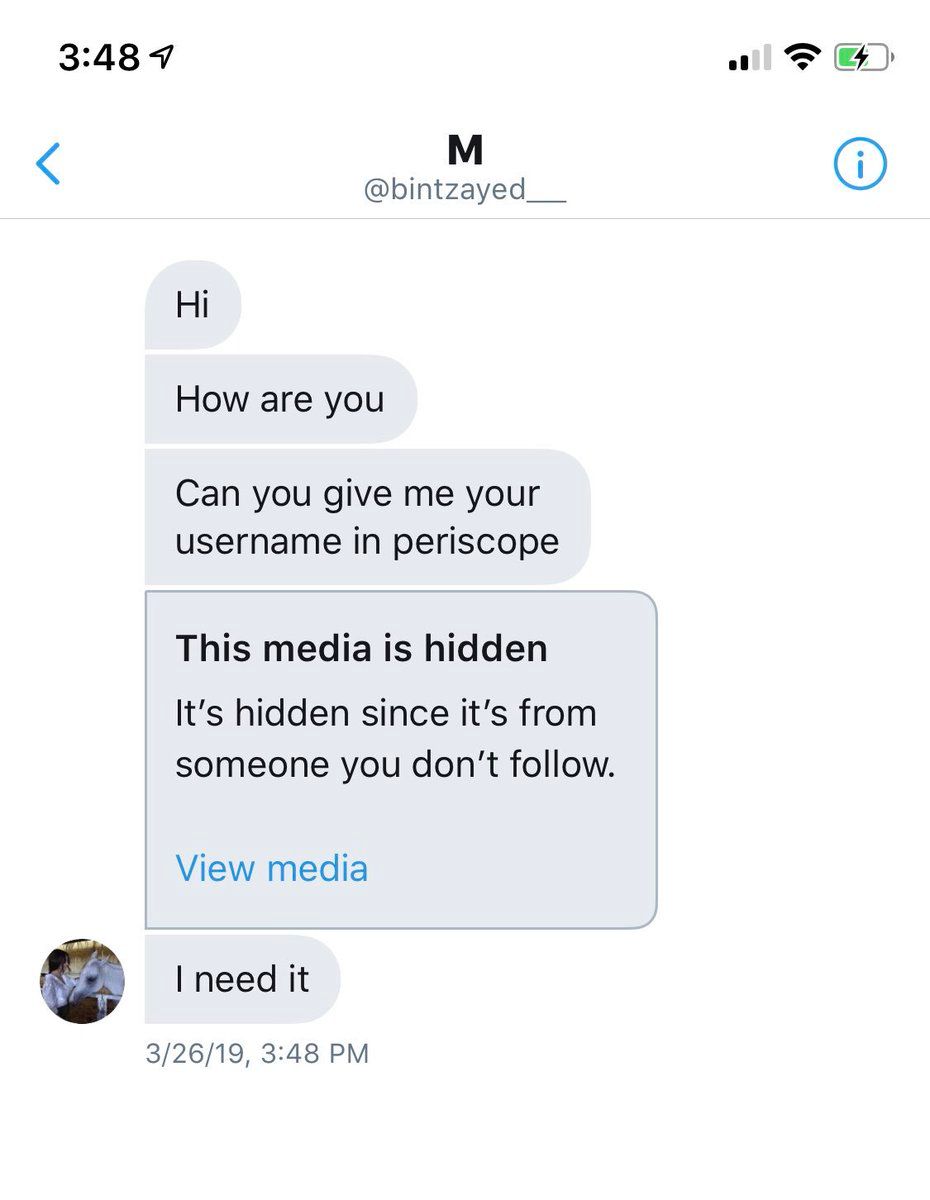 3:48
M
@bintzayed___
Hi
How are you
Can you give me your
username in periscope
This media is hidden
It’s hidden since it’s from
someone you don’t follow.
View media
I need it
3/26/19, 3:48 PM